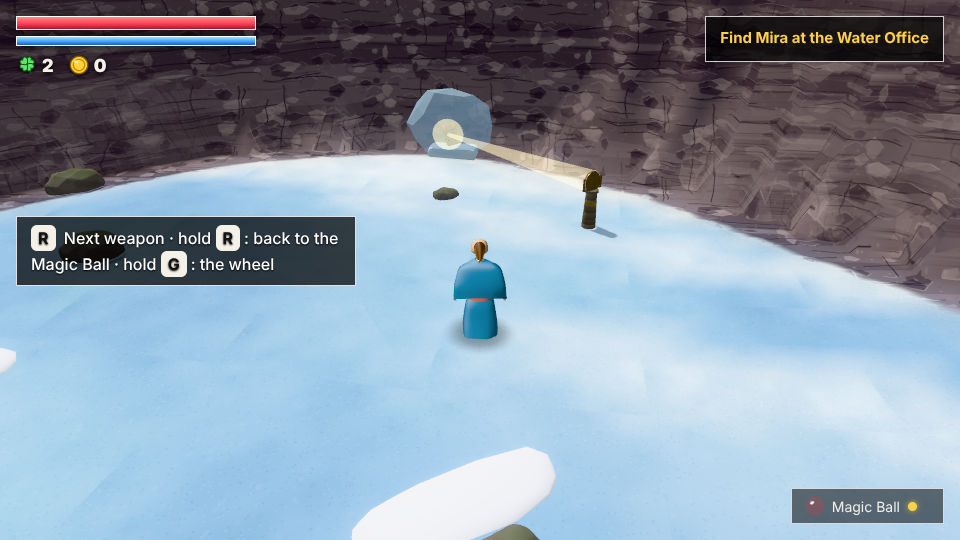 2
0
Find Mira at the Water Office
R Next weapon · hold R : back to the
Magic Ball · hold G : the wheel
Magic Ball